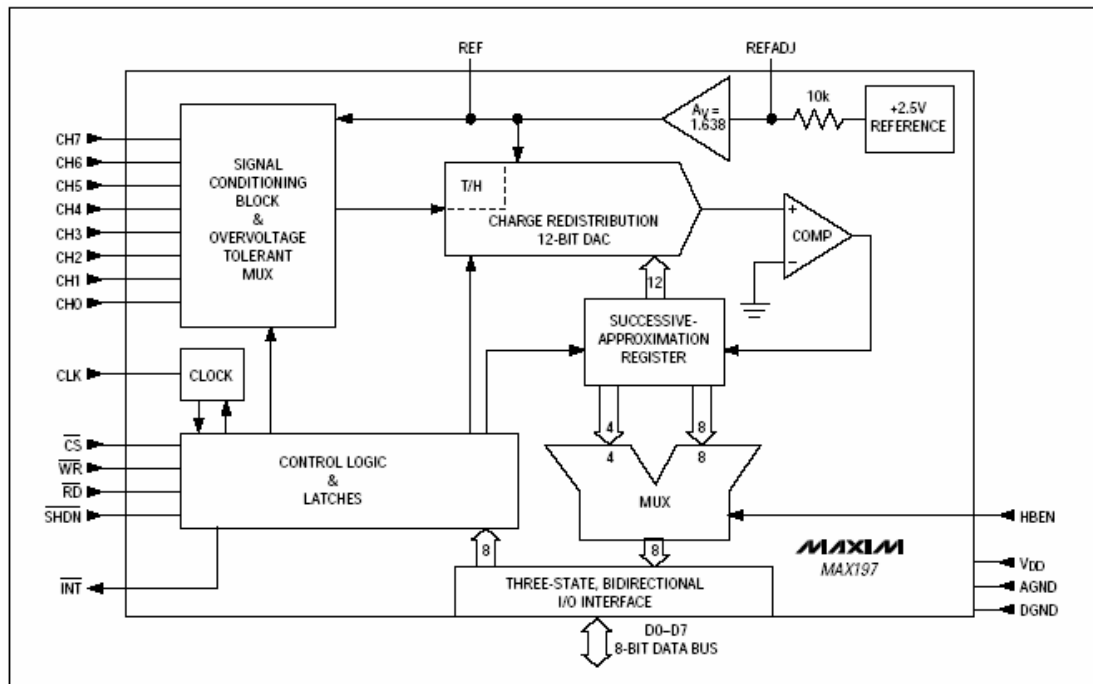 REF
REFADJ
10k
+2.5V
REFERENCE
AV =
1.638
CH7
CH6
CH5
CH4
CH3
CH2
CH1
CH0
SIGNAL
CONDITIONING
BLOCK
&
OVERVOLTAGE
TOLERANT
MUX
T/H
CHARGE REDISTRIBUTION
12-BIT DAC
+
COMP
−
12
SUCCESSIVE-
APPROXIMATION
REGISTER
CLK
CLOCK
4
8
4
8
MUX
CS
WR
RD
SHDN
CONTROL LOGIC
&
LATCHES
HBEN
8
8
MAXIM
MAX197
VDD
AGND
DGND
INT
THREE-STATE, BIDIRECTIONAL
I/O INTERFACE
D0–D7
8-BIT DATA BUS